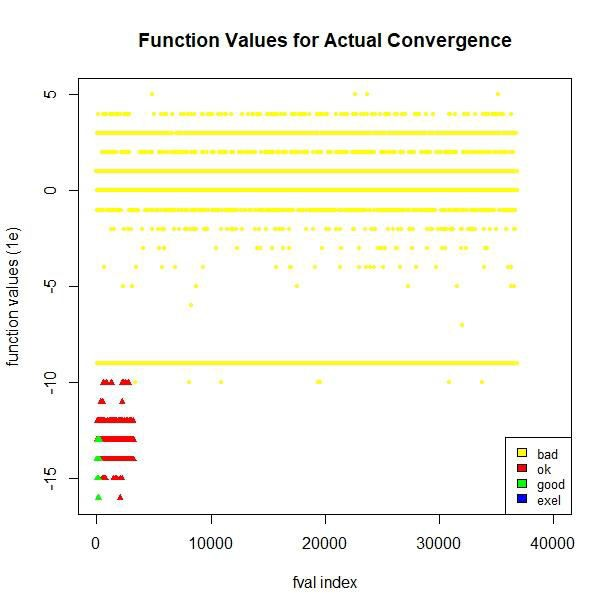 Function Values for Actual Convergence
function values (1e)
5
0
-5
-10
-15
bad
ok
good
exel
0 10000 20000 30000 40000
fval index